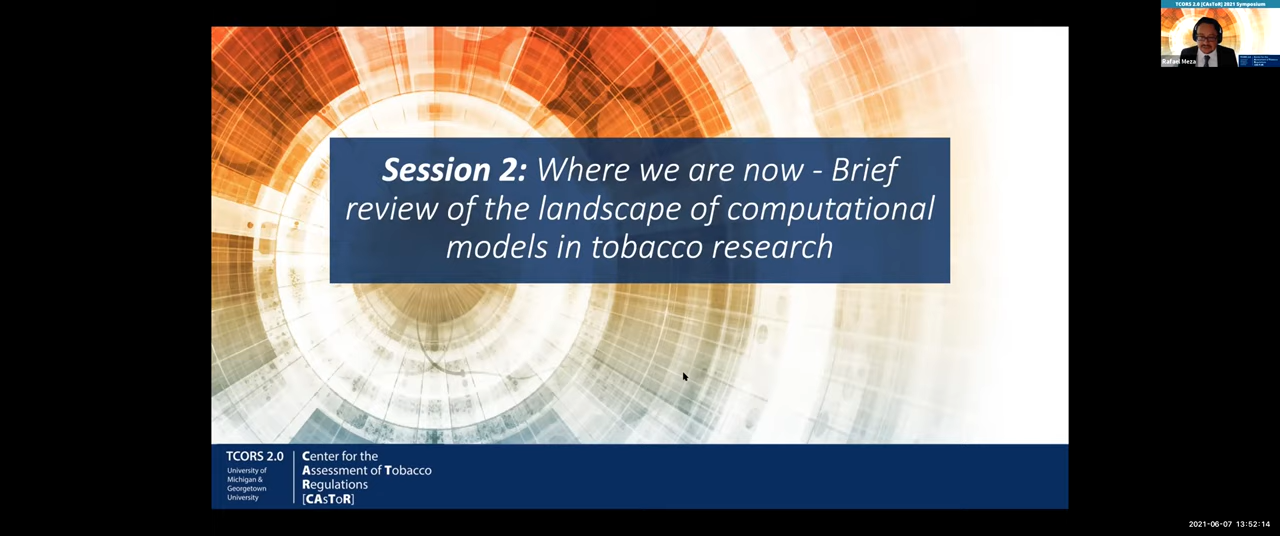 TCORS 2.0 [CAsToR] 2021 Symposium
Rafael Meza
Session 2: Where we are now - Brief
review of the landscape of computational
models in tobacco research
TCORS 2.0
University of
Michigan &
Georgetown
University
Center for the
Assessment of Tobacco
Regulations
[CAsToR]
2021-06-07 13:52:14